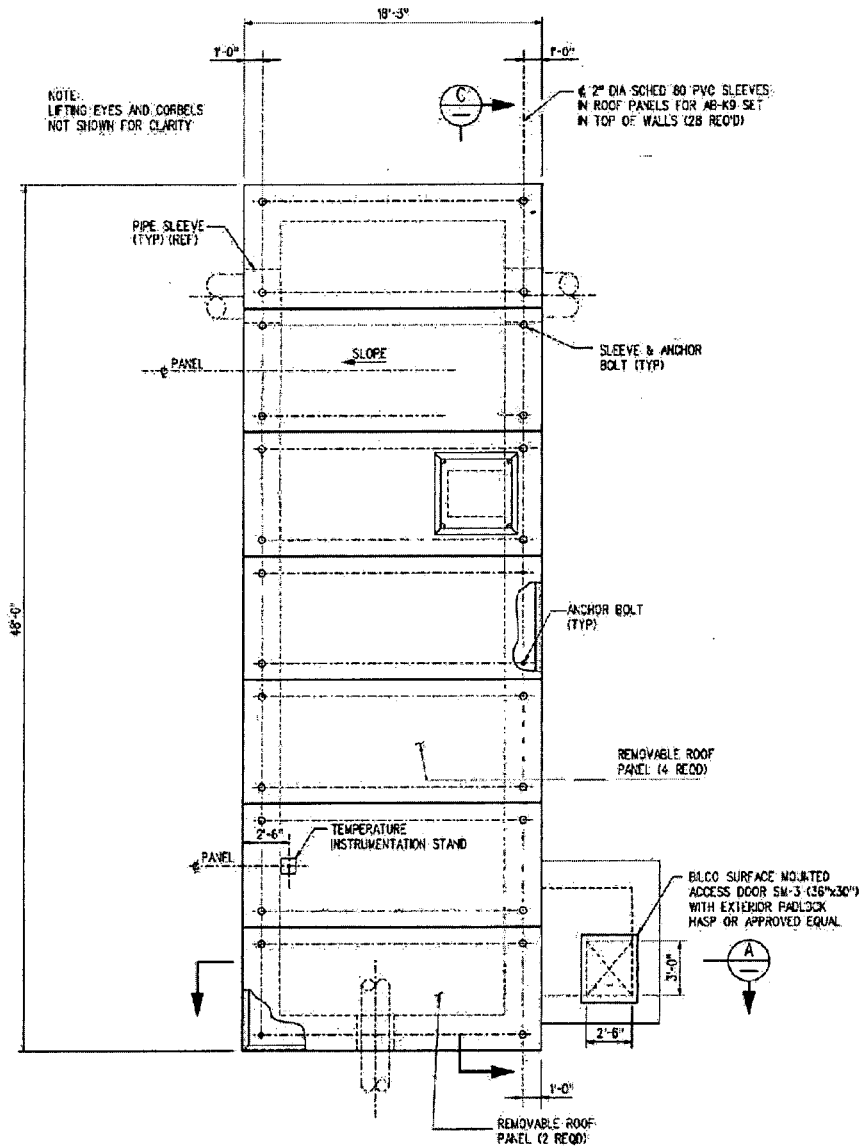 18'-3"
1'-0"
1'-0"
NOTE:
LIFTING EYES AND CORBELS
NOT SHOWN FOR CLARITY
C
℄ 2" DIA SCHED 80 PVC SLEEVES
IN ROOF PANELS FOR AB-K9 SET
IN TOP OF WALLS (28 REQ'D)
PIPE SLEEVE
(TYP) (REF)
SLEEVE & ANCHOR
BOLT (TYP)
℄ PANEL
SLOPE
48'-0"
ANCHOR BOLT
(TYP)
REMOVABLE ROOF
PANEL (4 REQD)
2'-6"
TEMPERATURE
INSTRUMENTATION STAND
℄ PANEL
BILCO SURFACE MOUNTED
ACCESS DOOR SM-3 (36"x30")
WITH EXTERIOR PADLOCK
HASP OR APPROVED EQUAL
A
3'-0"
2'-6"
1'-0"
REMOVABLE ROOF
PANEL (2 REQD)